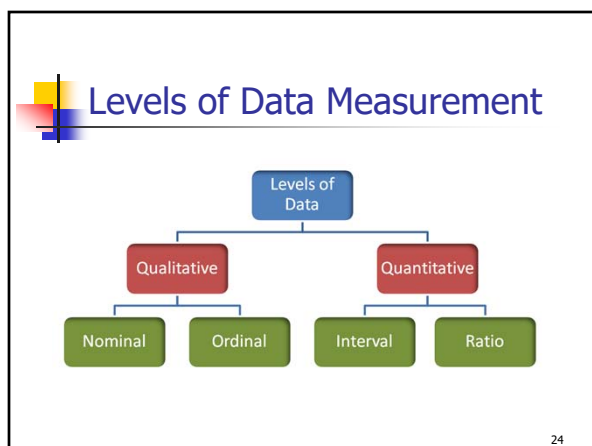 Levels of Data Measurement
Levels of
Data
Qualitative
Quantitative
Nominal
Ordinal
Interval
Ratio
24